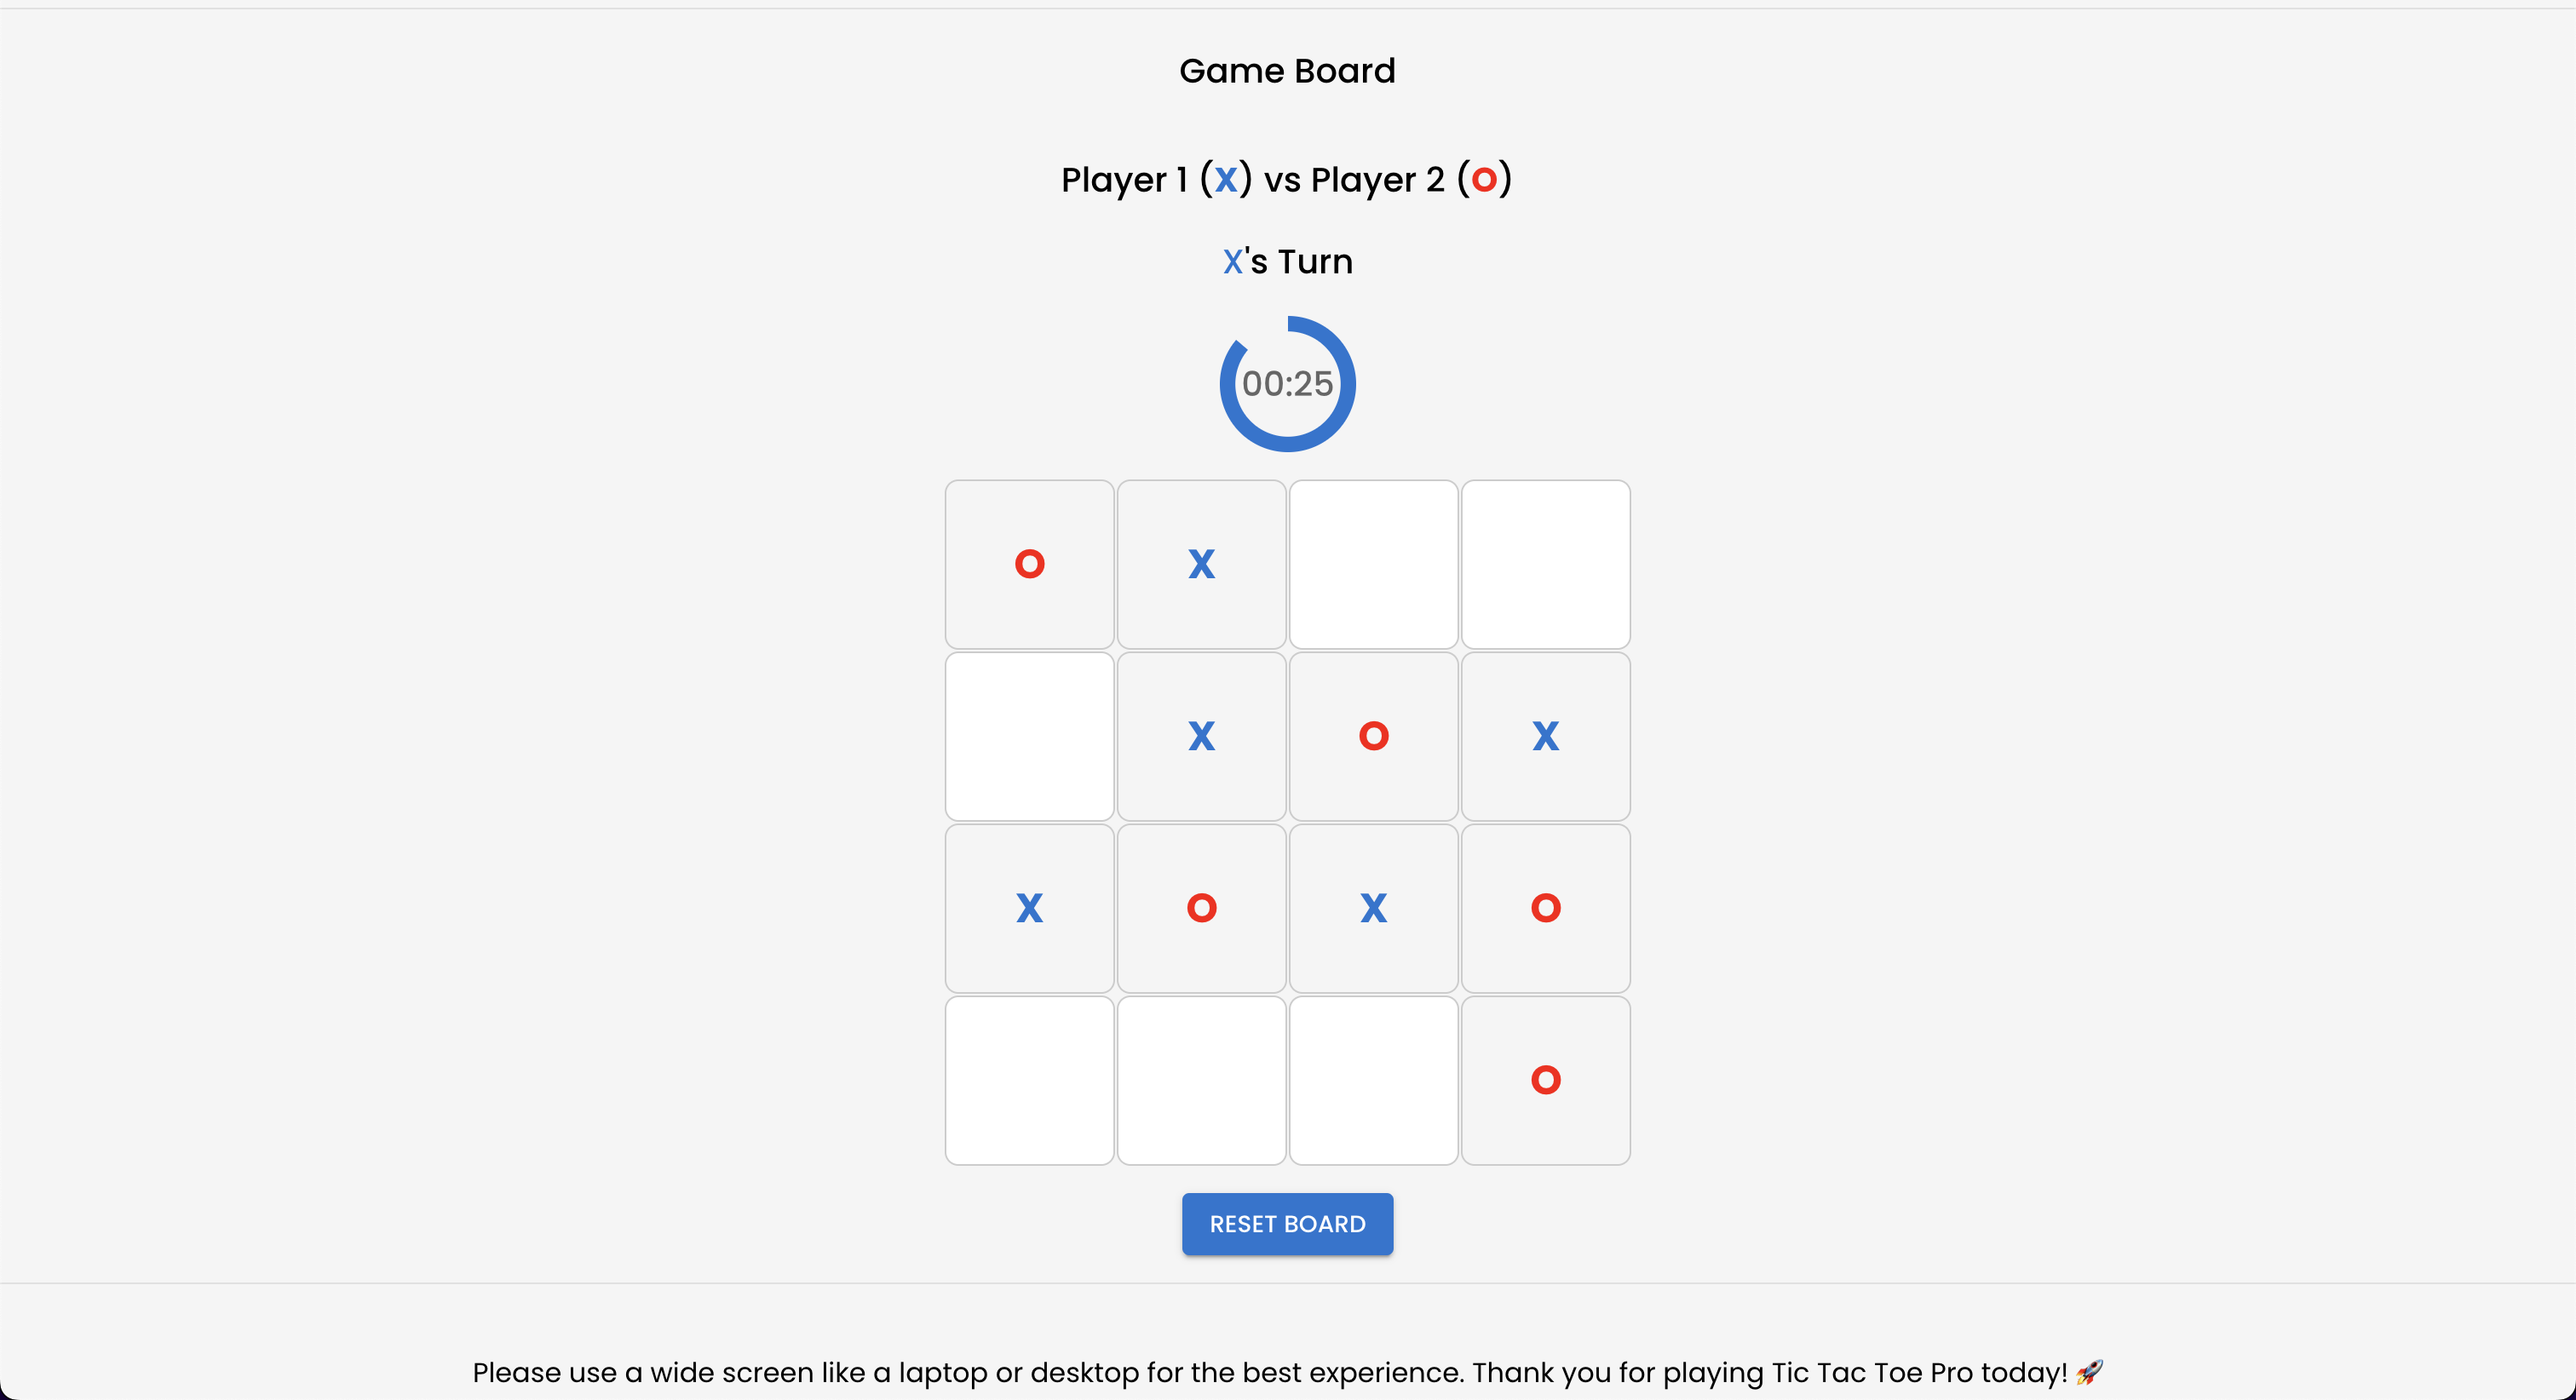 Game Board
Player 1 (X) vs Player 2 (O)
X's Turn
00:25
O X
X O X
X O X O
O
RESET BOARD
Please use a wide screen like a laptop or desktop for the best experience. Thank you for playing Tic Tac Toe Pro today! 🚀